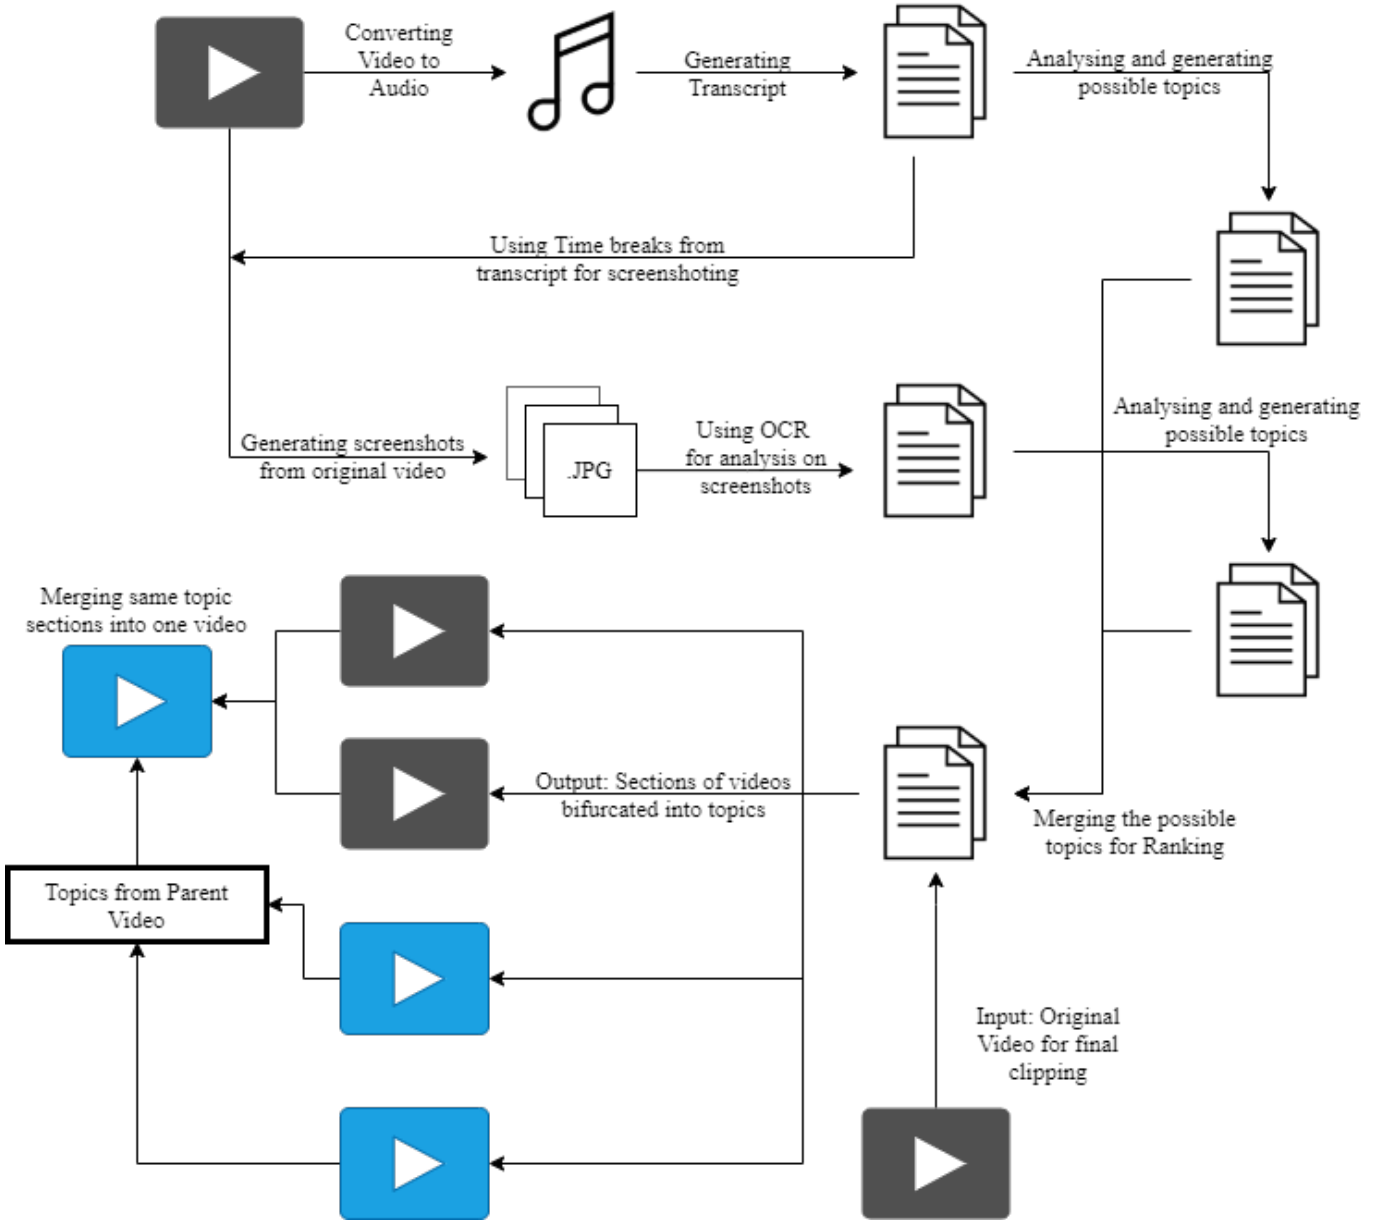 Converting
Video to
Audio
Generating
Transcript
Analysing and generating
possible topics
Using Time breaks from
transcript for screenshoting
Generating screenshots
from original video
.JPG
Using OCR
for analysis on
screenshots
Analysing and generating
possible topics
Merging same topic
sections into one video
Output: Sections of videos
bifurcated into topics
Merging the possible
topics for Ranking
Topics from Parent
Video
Input: Original
Video for final
clipping